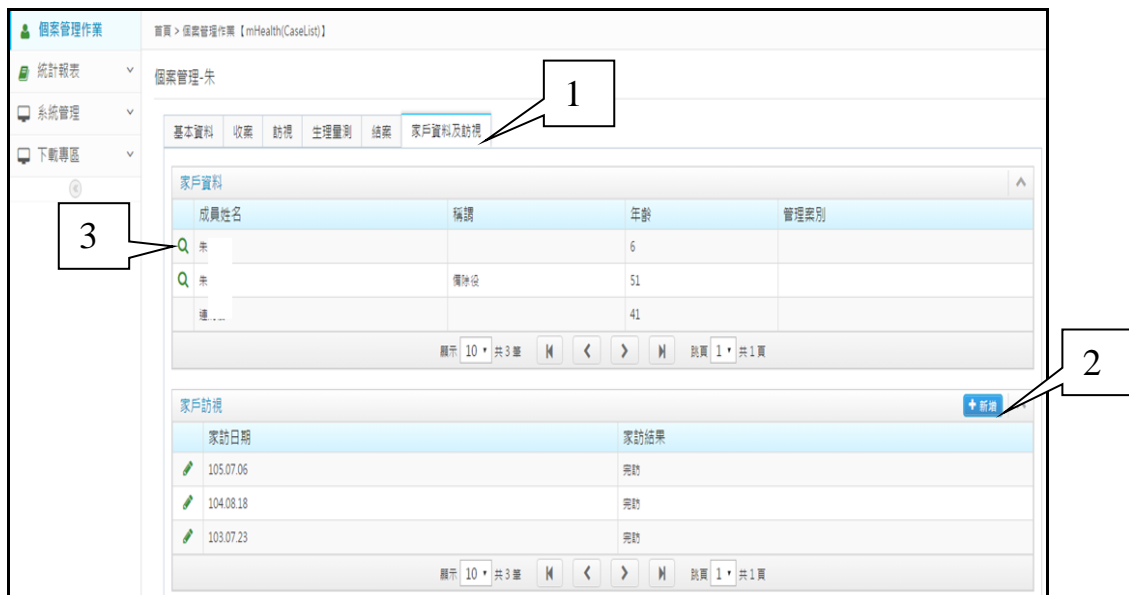 個案管理作業
統計報表
系統管理
下載專區
首頁 > 個案管理作業【mHealth(CaseList)】
個案管理-朱
1
基本資料 收案 訪視 生理量測 結案 家戶資料及訪視
家戶資料
成員姓名 稱謂 年齡 管理案別
3
朱 6
朱 備除役 51
連 41
顯示 10 共3筆 跳頁 1 共1頁
2
家戶訪視 新增
家訪日期 家訪結果
105.07.06 完訪
104.08.18 完訪
103.07.23 完訪
顯示 10 共3筆 跳頁 1 共1頁